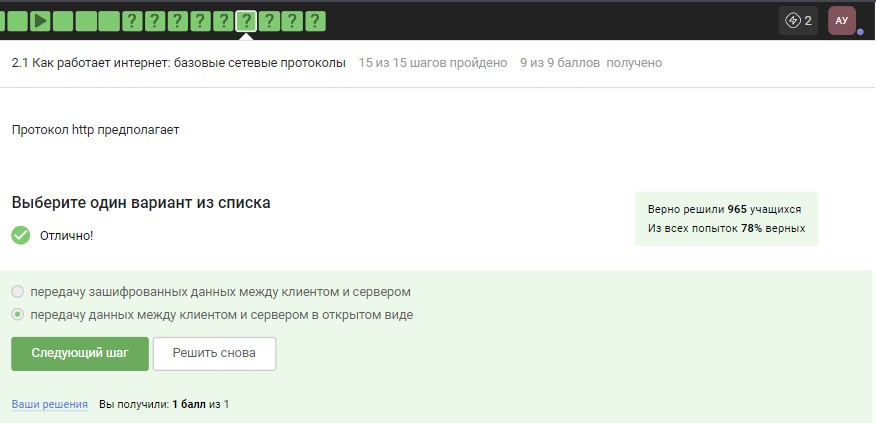 ? ? ? ? ? ? ? ? ?
2
АУ
2.1 Как работает интернет: базовые сетевые протоколы 15 из 15 шагов пройдено 9 из 9 баллов получено
Протокол http предполагает
Выберите один вариант из списка
Отлично!
Верно решили 965 учащихся
Из всех попыток 78% верных
передачу зашифрованных данных между клиентом и сервером
передачу данных между клиентом и сервером в открытом виде
Следующий шаг
Решить снова
Ваши решения Вы получили: 1 балл из 1